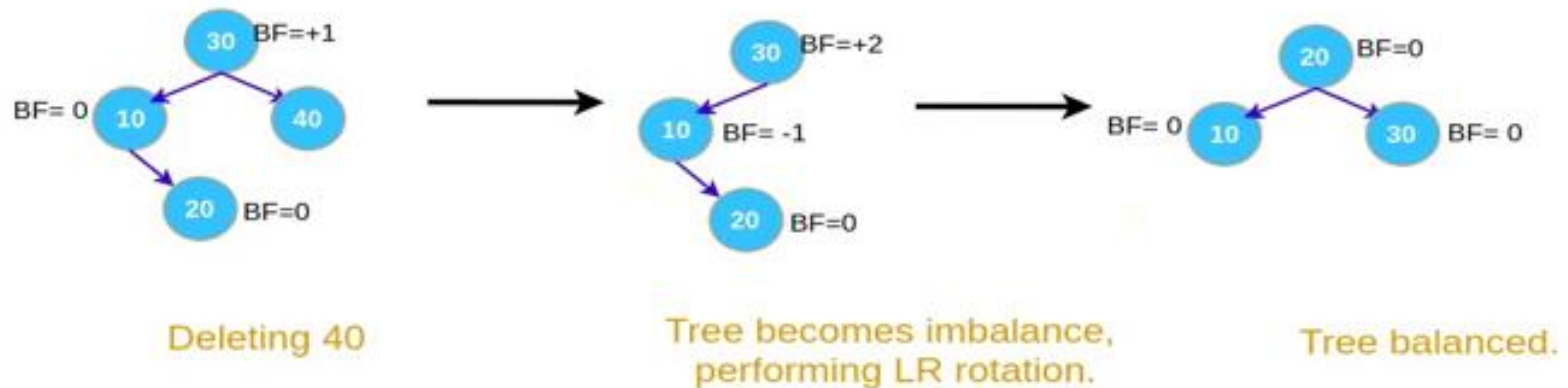 30 BF=+1
BF= 0 10 40
20 BF=0
Deleting 40
30 BF=+2
10 BF= -1
20 BF=0
Tree becomes imbalance,
performing LR rotation.
20 BF=0
BF= 0 10 30 BF= 0
Tree balanced.